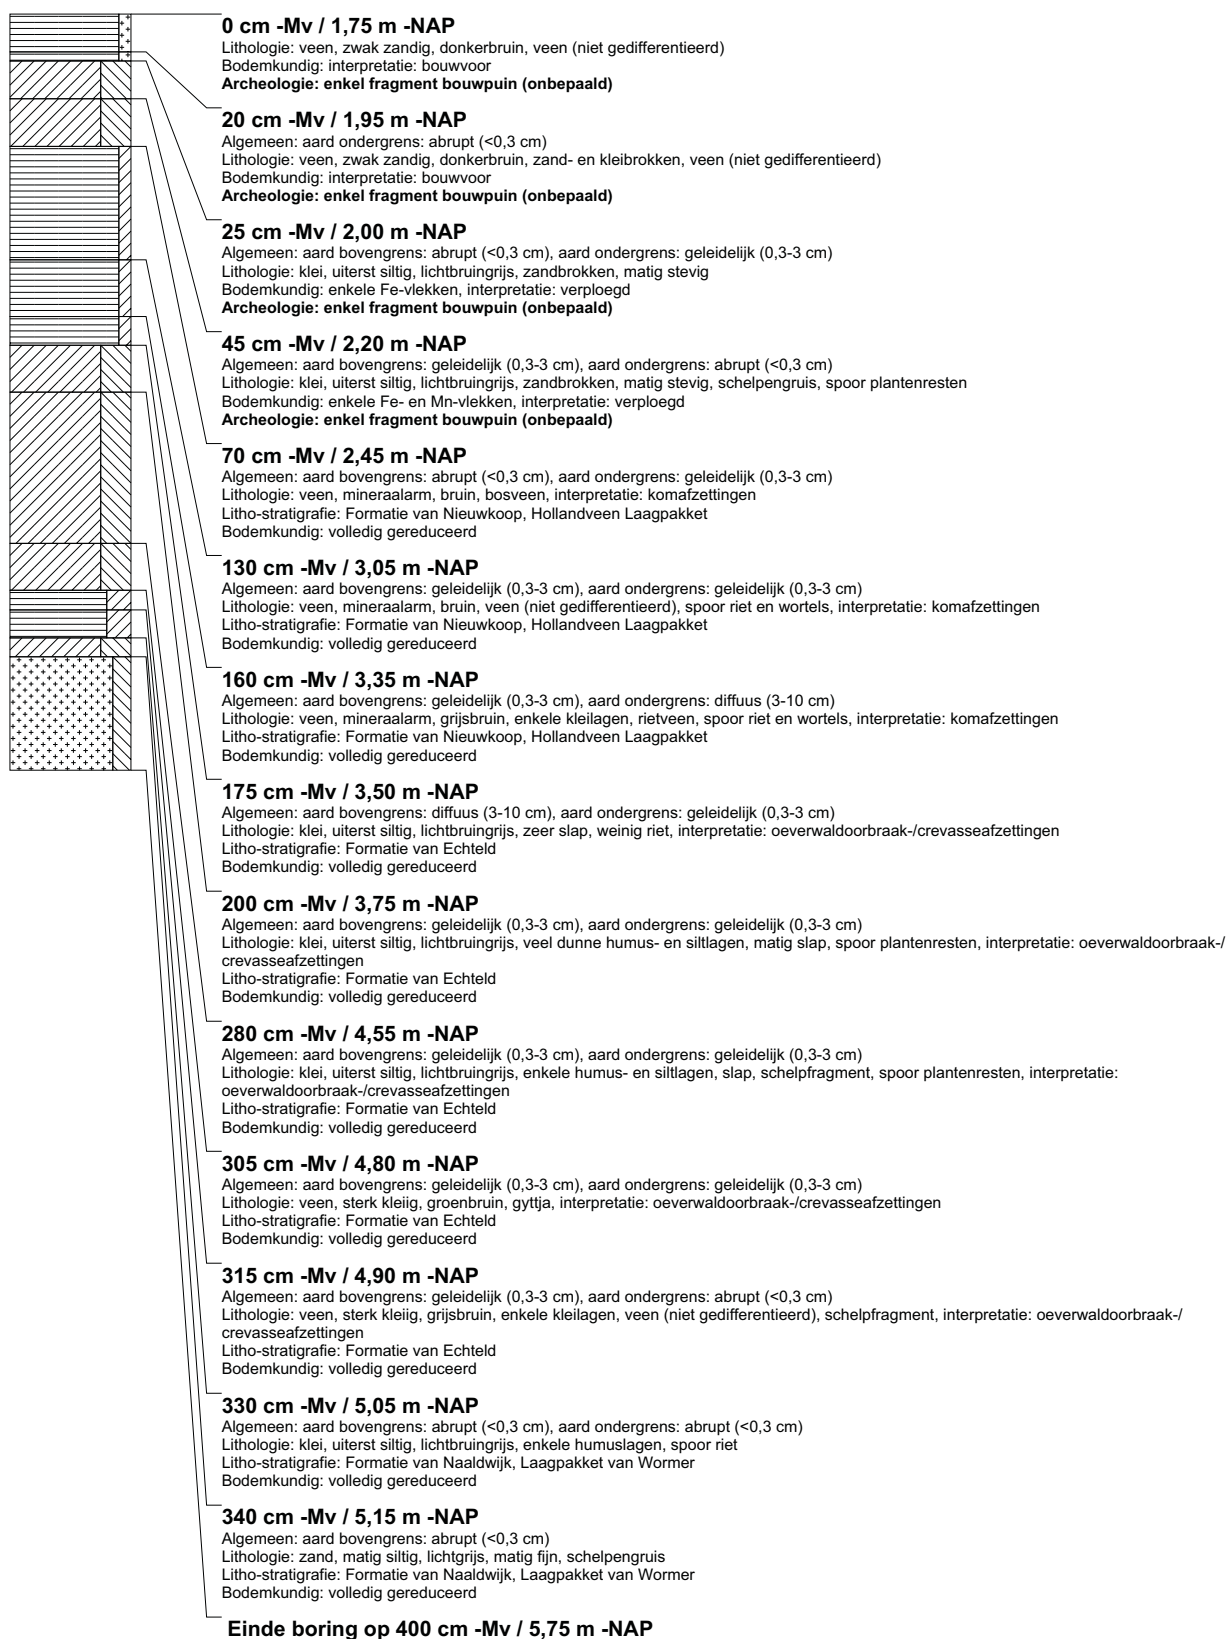 0 cm -Mv / 1,75 m -NAP
Lithologie: veen, zwak zandig, donkerbruin, veen (niet gedifferentieerd)
Bodemkundig: interpretatie: bouwvoor
Archeologie: enkel fragment bouwpuin (onbepaald)
20 cm -Mv / 1,95 m -NAP
Algemeen: aard ondergrens: abrupt (<0,3 cm)
Lithologie: veen, zwak zandig, donkerbruin, zand- en kleibrokken, veen (niet gedifferentieerd)
Bodemkundig: interpretatie: bouwvoor
Archeologie: enkel fragment bouwpuin (onbepaald)
25 cm -Mv / 2,00 m -NAP
Algemeen: aard bovengrens: abrupt (<0,3 cm), aard ondergrens: geleidelijk (0,3-3 cm)
Lithologie: klei, uiterst siltig, lichtbruingrijs, zandbrokken, matig stevig
Bodemkundig: enkele Fe-vlekken, interpretatie: verploegd
Archeologie: enkel fragment bouwpuin (onbepaald)
45 cm -Mv / 2,20 m -NAP
Algemeen: aard bovengrens: geleidelijk (0,3-3 cm), aard ondergrens: abrupt (<0,3 cm)
Lithologie: klei, uiterst siltig, lichtbruingrijs, zandbrokken, matig stevig, schelpengruis, spoor plantenresten
Bodemkundig: enkele Fe- en Mn-vlekken, interpretatie: verploegd
Archeologie: enkel fragment bouwpuin (onbepaald)
70 cm -Mv / 2,45 m -NAP
Algemeen: aard bovengrens: abrupt (<0,3 cm), aard ondergrens: geleidelijk (0,3-3 cm)
Lithologie: veen, mineraalarm, bruin, bosveen, interpretatie: komafzettingen
Litho-stratigrafie: Formatie van Nieuwkoop, Hollandveen Laagpakket
Bodemkundig: volledig gereduceerd
130 cm -Mv / 3,05 m -NAP
Algemeen: aard bovengrens: geleidelijk (0,3-3 cm), aard ondergrens: geleidelijk (0,3-3 cm)
Lithologie: veen, mineraalarm, bruin, veen (niet gedifferentieerd), spoor riet en wortels, interpretatie: komafzettingen
Litho-stratigrafie: Formatie van Nieuwkoop, Hollandveen Laagpakket
Bodemkundig: volledig gereduceerd
160 cm -Mv / 3,35 m -NAP
Algemeen: aard bovengrens: geleidelijk (0,3-3 cm), aard ondergrens: diffuus (3-10 cm)
Lithologie: veen, mineraalarm, grijsbruin, enkele kleilagen, rietveen, spoor riet en wortels, interpretatie: komafzettingen
Litho-stratigrafie: Formatie van Nieuwkoop, Hollandveen Laagpakket
Bodemkundig: volledig gereduceerd
175 cm -Mv / 3,50 m -NAP
Algemeen: aard bovengrens: diffuus (3-10 cm), aard ondergrens: geleidelijk (0,3-3 cm)
Lithologie: klei, uiterst siltig, lichtbruingrijs, zeer slap, weinig riet, interpretatie: oeverwaldoorbraak-/crevasseafzettingen
Litho-stratigrafie: Formatie van Echteld
Bodemkundig: volledig gereduceerd
200 cm -Mv / 3,75 m -NAP
Algemeen: aard bovengrens: geleidelijk (0,3-3 cm), aard ondergrens: geleidelijk (0,3-3 cm)
Lithologie: klei, uiterst siltig, lichtbruingrijs, veel dunne humus- en siltlagen, matig slap, spoor plantenresten, interpretatie: oeverwaldoorbraak-/
crevasseafzettingen
Litho-stratigrafie: Formatie van Echteld
Bodemkundig: volledig gereduceerd
280 cm -Mv / 4,55 m -NAP
Algemeen: aard bovengrens: geleidelijk (0,3-3 cm), aard ondergrens: geleidelijk (0,3-3 cm)
Lithologie: klei, uiterst siltig, lichtbruingrijs, enkele humus- en siltlagen, slap, schelpfragment, spoor plantenresten, interpretatie:
oeverwaldoorbraak-/crevasseafzettingen
Litho-stratigrafie: Formatie van Echteld
Bodemkundig: volledig gereduceerd
305 cm -Mv / 4,80 m -NAP
Algemeen: aard bovengrens: geleidelijk (0,3-3 cm), aard ondergrens: geleidelijk (0,3-3 cm)
Lithologie: veen, sterk kleiig, groenbruin, gyttja, interpretatie: oeverwaldoorbraak-/crevasseafzettingen
Litho-stratigrafie: Formatie van Echteld
Bodemkundig: volledig gereduceerd
315 cm -Mv / 4,90 m -NAP
Algemeen: aard bovengrens: geleidelijk (0,3-3 cm), aard ondergrens: abrupt (<0,3 cm)
Lithologie: veen, sterk kleiig, grijsbruin, enkele kleilagen, veen (niet gedifferentieerd), schelpfragment, interpretatie: oeverwaldoorbraak-/
crevasseafzettingen
Litho-stratigrafie: Formatie van Echteld
Bodemkundig: volledig gereduceerd
330 cm -Mv / 5,05 m -NAP
Algemeen: aard bovengrens: abrupt (<0,3 cm), aard ondergrens: abrupt (<0,3 cm)
Lithologie: klei, uiterst siltig, lichtbruingrijs, enkele humuslagen, spoor riet
Litho-stratigrafie: Formatie van Naaldwijk, Laagpakket van Wormer
Bodemkundig: volledig gereduceerd
340 cm -Mv / 5,15 m -NAP
Algemeen: aard bovengrens: abrupt (<0,3 cm)
Lithologie: zand, matig siltig, lichtgrijs, matig fijn, schelpengruis
Litho-stratigrafie: Formatie van Naaldwijk, Laagpakket van Wormer
Bodemkundig: volledig gereduceerd
Einde boring op 400 cm -Mv / 5,75 m -NAP